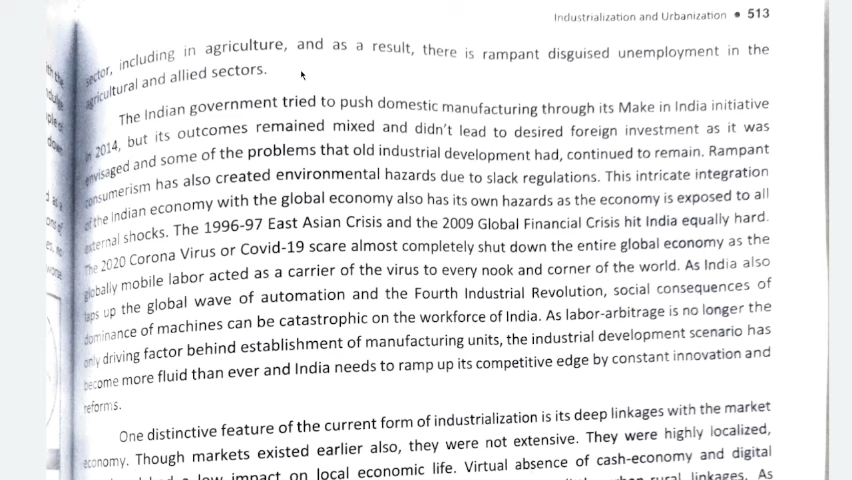 Industrialization and Urbanization • 513
sector, including in agriculture, and as a result, there is rampant disguised unemployment in the
agricultural and allied sectors.
The Indian government tried to push domestic manufacturing through its Make in India initiative
in 2014, but its outcomes remained mixed and didn't lead to desired foreign investment as it was
envisaged and some of the problems that old industrial development had, continued to remain. Rampant
consumerism has also created environmental hazards due to slack regulations. This intricate integration
of the Indian economy with the global economy also has its own hazards as the economy is exposed to all
external shocks. The 1996-97 East Asian Crisis and the 2009 Global Financial Crisis hit India equally hard.
The 2020 Corona Virus or Covid-19 scare almost completely shut down the entire global economy as the
globally mobile labor acted as a carrier of the virus to every nook and corner of the world. As India also
laps up the global wave of automation and the Fourth Industrial Revolution, social consequences of
dominance of machines can be catastrophic on the workforce of India. As labor-arbitrage is no longer the
only driving factor behind establishment of manufacturing units, the industrial development scenario has
become more fluid than ever and India needs to ramp up its competitive edge by constant innovation and
reforms.
One distinctive feature of the current form of industrialization is its deep linkages with the market
economy. Though markets existed earlier also, they were not extensive. They were highly localized,
a low impact on local economic life. Virtual absence of cash-economy and digital
rural linkages. As